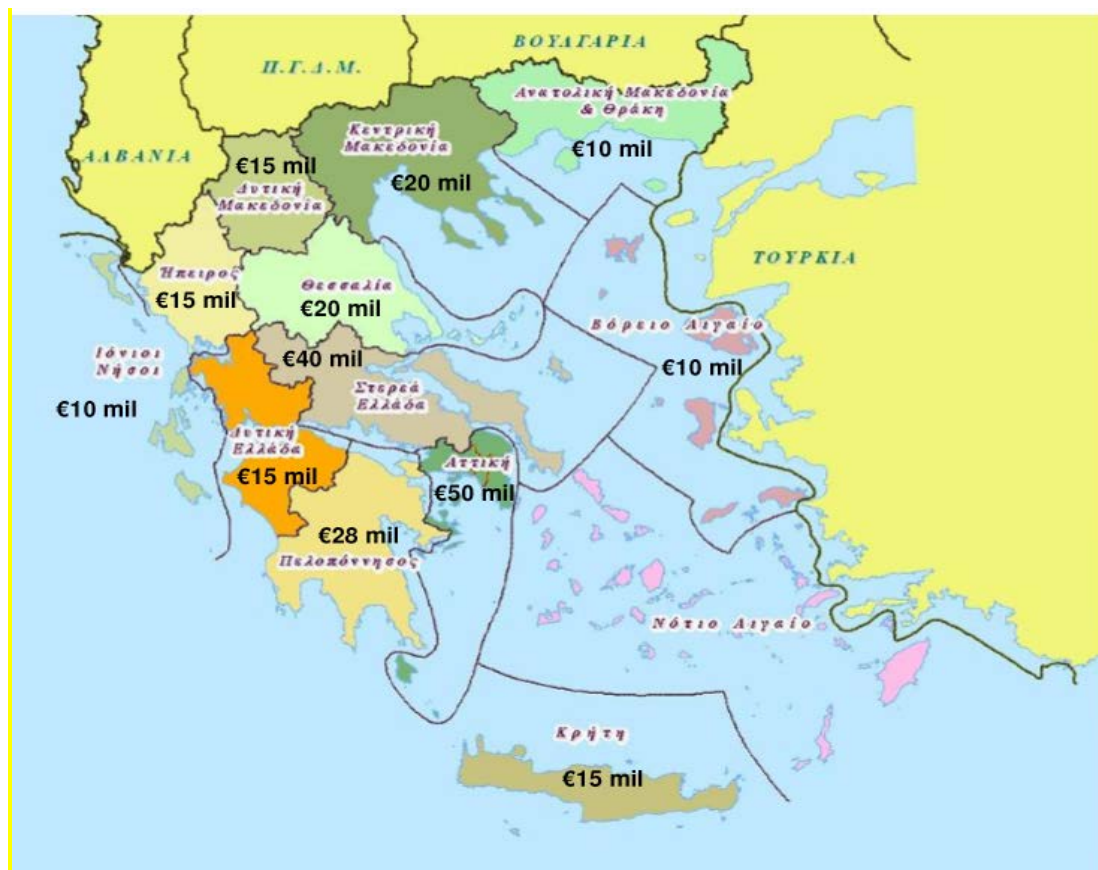 ΒΟΥΛΓΑΡΙΑ
Π.Γ.Δ.Μ.
Ανατολική Μακεδονία
& Θράκη
€10 mil
Κεντρική
Μακεδονία
€20 mil
ΑΛΒΑΝΙΑ
€15 mil
Δυτική
Μακεδονία
ΤΟΥΡΚΙΑ
Ήπειρος
€15 mil
Θεσσαλία
€20 mil
Βόρειο Αιγαίο
€10 mil
Ιόνιοι
Νήσοι
€10 mil
€40 mil
Στερεά
Ελλάδα
Δυτική
Ελλάδα
€15 mil
Αττική
€50 mil
€28 mil
Πελοπόννησος
Νότιο Αιγαίο
Κρήτη
€15 mil